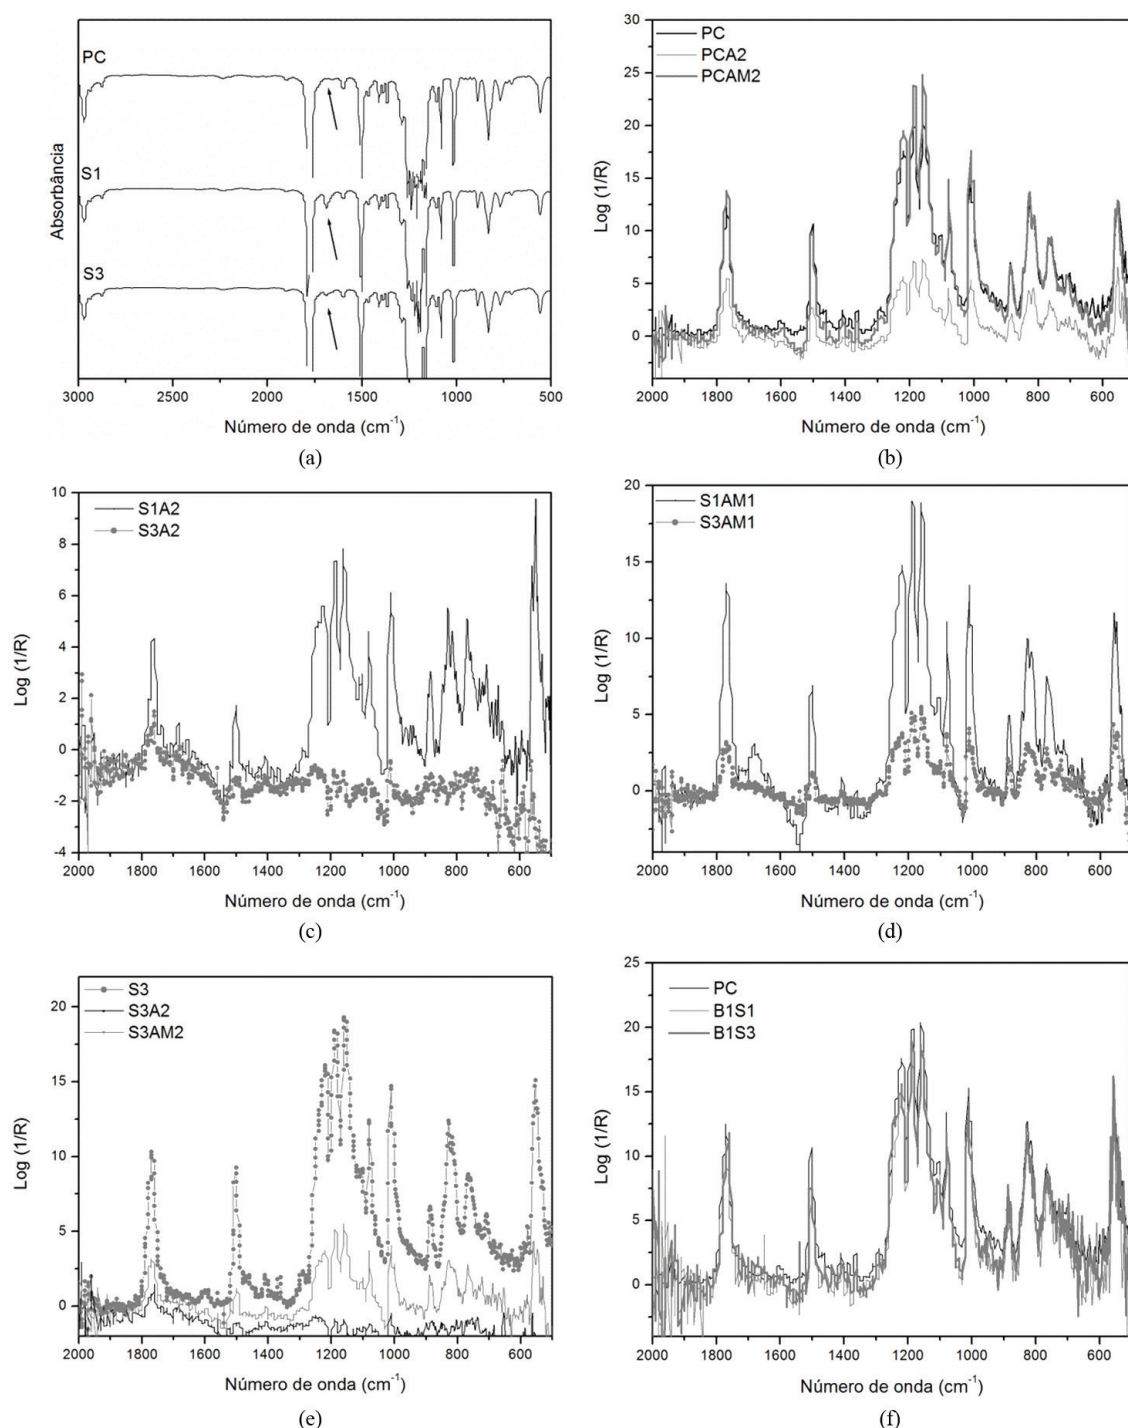 PC
S1
S3
Absorbância
3000 2500 2000 1500 1000 500
Número de onda (cm⁻¹)
(a)
30
25
20
15
10
5
0
PC
PCA2
PCAM2
Log (1/R)
2000 1800 1600 1400 1200 1000 800 600
Número de onda (cm⁻¹)
(b)
10
8
6
4
2
0
-2
-4
S1A2
S3A2
Log (1/R)
2000 1800 1600 1400 1200 1000 800 600
Número de onda (cm⁻¹)
(c)
20
15
10
5
0
S1AM1
S3AM1
Log (1/R)
2000 1800 1600 1400 1200 1000 800 600
Número de onda (cm⁻¹)
(d)
20
15
10
5
0
S3
S3A2
S3AM2
Log (1/R)
2000 1800 1600 1400 1200 1000 800 600
Número de onda (cm⁻¹)
(e)
25
20
15
10
5
0
PC
B1S1
B1S3
Log (1/R)
2000 1800 1600 1400 1200 1000 800 600
Número de onda (cm⁻¹)
(f)